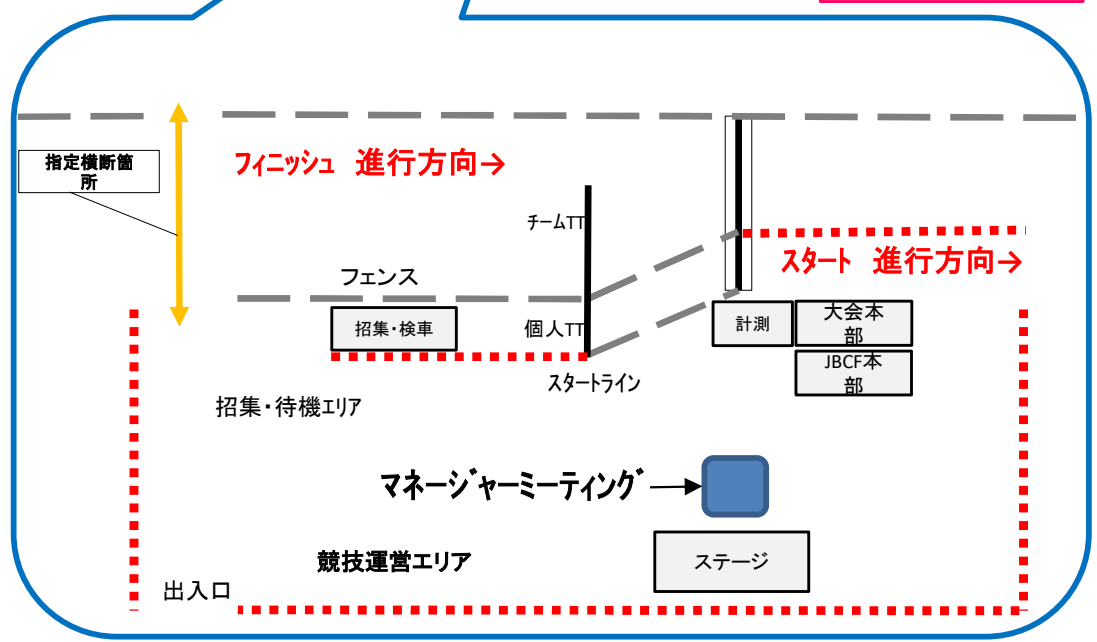 指定横断箇
所
フィニッシュ 進行方向→
チームTT
スタート 進行方向→
フェンス
招集・検車
個人TT
計測
大会本
部
JBCF本
部
スタートライン
招集・待機エリア
マネージャーミーティング
競技運営エリア
ステージ
出入口